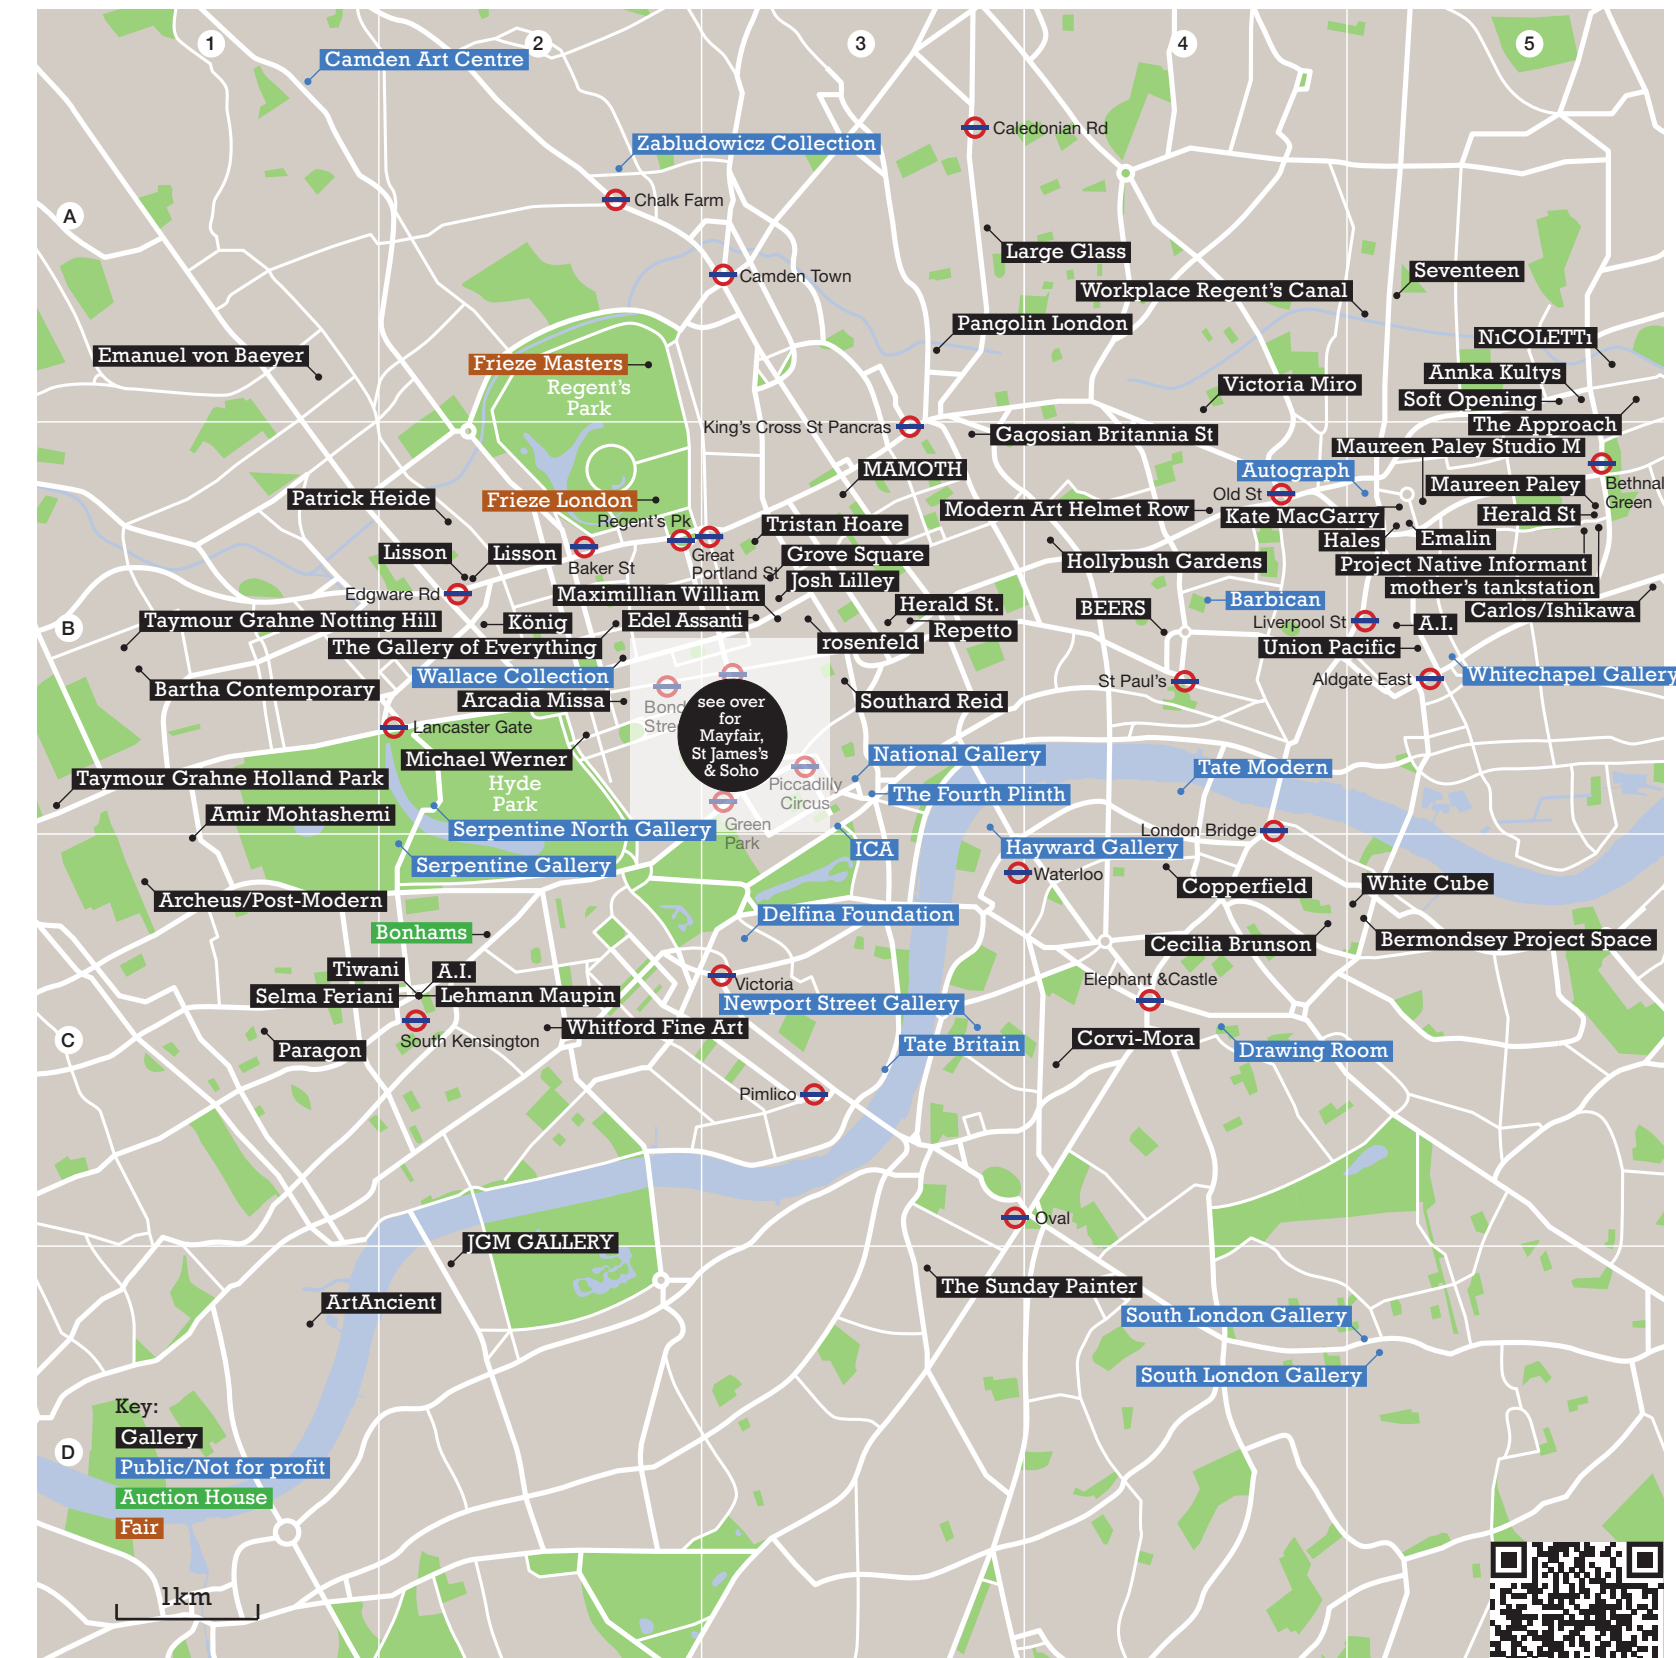 1
2
3
4
5
Camden Art Centre
Caledonian Rd
Zabludowicz Collection
Chalk Farm
A
Large Glass
Camden Town
Seventeen
Workplace Regent's Canal
Pangolin London
NıCOLETTı
Emanuel von Baeyer
Frieze Masters
Regent's
Park
Annka Kultys
Victoria Miro
Soft Opening
The Approach
King's Cross St Pancras
Gagosian Britannia St
Maureen Paley Studio M
MAMOTH
Autograph
Bethnal
Green
Maureen Paley
Old St
Patrick Heide
Frieze London
Modern Art Helmet Row
Kate MacGarry
Herald St
Regent's Pk
Tristan Hoare
Hales
Emalin
Lisson
Lisson
Great
Portland St
Grove Square
Hollybush Gardens
Project Native Informant
Baker St
Josh Lilley
mother's tankstation
Edgware Rd
Maximillian William
Herald St.
BEERS
Barbican
Carlos/Ishikawa
Taymour Grahne Notting Hill
König
Edel Assanti
Liverpool St
A.I.
B
Repetto
rosenfeld
The Gallery of Everything
Union Pacific
Wallace Collection
Whitechapel Gallery
Bartha Contemporary
St Paul's
Aldgate East
Arcadia Missa
Bond
Stre
see over
for
Mayfair,
St James's
& Soho
Southard Reid
Lancaster Gate
Michael Werner
National Gallery
Tate Modern
Taymour Grahne Holland Park
Hyde
Park
Piccadilly
Circus
The Fourth Plinth
Amir Mohtashemi
Serpentine North Gallery
Green
Park
London Bridge
ICA
Hayward Gallery
Serpentine Gallery
Waterloo
Copperfield
White Cube
Archeus/Post-Modern
Delfina Foundation
Bonhams
Cecilia Brunson
Bermondsey Project Space
Tiwani
A.I.
Elephant &Castle
Victoria
Selma Feriani
Lehmann Maupin
Newport Street Gallery
Whitford Fine Art
C
South Kensington
Paragon
Tate Britain
Corvi-Mora
Drawing Room
Pimlico
Oval
JGM GALLERY
The Sunday Painter
ArtAncient
South London Gallery
South London Gallery
Key:
Gallery
D
Public/Not for profit
Auction House
Fair
1km